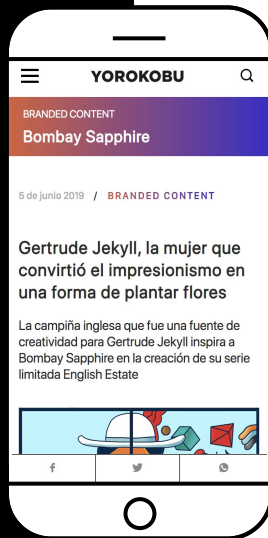 YOROKOBU
BRANDED CONTENT
Bombay Sapphire
5 de junio 2019 / BRANDED CONTENT
Gertrude Jekyll, la mujer que
convirtió el impresionismo en
una forma de plantar flores
La campiña inglesa que fue una fuente de
creatividad para Gertrude Jekyll inspira a
Bombay Sapphire en la creación de su serie
limitada English Estate